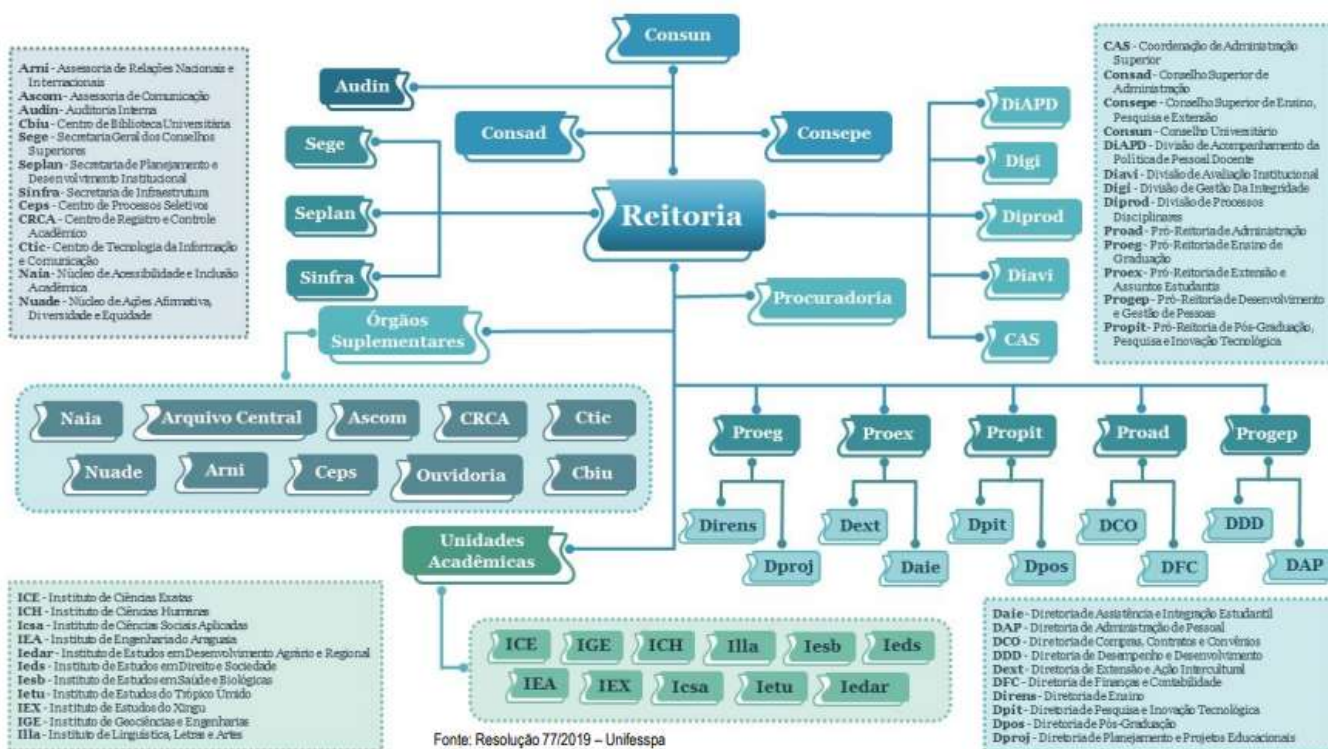 Consun
Audin
Consad
Consepe
Sege
Seplan
Sinfra
Reitoria
Procuradoria
DiAPD
Digi
Diprod
Diavi
CAS
Arni - Assessoria de Relações Nacionais e
Internacionais
Ascom - Assessoria de Comunicação
Audin - Auditoria Interna
Cbiu - Centro de Biblioteca Universitária
Sege - Secretaria Geral dos Conselhos
Superiores
Seplan - Secretaria de Planejamento e
Desenvolvimento Institucional
Sinfra - Secretaria de Infraestrutura
Ceps - Centro de Processos Seletivos
CRCA - Centro de Registro e Controle
Acadêmico
Ctic - Centro de Tecnologia da Informação
e Comunicação
Naia - Núcleo de Acessibilidade e Inclusão
Acadêmica
Nuade - Núcleo de Ações Afirmativa,
Diversidade e Equidade
CAS - Coordenação de Administração
Superior
Consad - Conselho Superior de
Administração
Consepe - Conselho Superior de Ensino,
Pesquisa e Extensão
Consun - Conselho Universitário
DiAPD - Divisão de Acompanhamento da
Política de Pessoal Docente
Diavi - Divisão de Avaliação Institucional
Digi - Divisão de Gestão Da Integridade
Diprod - Divisão de Processos
Disciplinares
Proad - Pró-Reitoria de Administração
Proeg - Pró-Reitoria de Ensino de
Graduação
Proex - Pró-Reitoria de Extensão e
Assuntos Estudantis
Progep - Pró-Reitoria de Desenvolvimento
e Gestão de Pessoas
Propit - Pró-Reitoria de Pós-Graduação,
Pesquisa e Inovação Tecnológica
Órgãos
Suplementares
Naia
Arquivo Central
Ascom
CRCA
Ctic
Nuade
Arni
Ceps
Ouvidoria
Cbiu
Proeg
Proex
Propit
Proad
Progep
Direns
Dext
Dpit
DCO
DDD
Dproj
Daie
Dpos
DFC
DAP
Unidades
Acadêmicas
ICE
IGE
ICH
Illa
Iesb
Ieds
IEA
IEX
Icsa
Ietu
Iedar
ICE - Instituto de Ciências Exatas
ICH - Instituto de Ciências Humanas
Icsa - Instituto de Ciências Sociais Aplicadas
IEA - Instituto de Engenharia do Araguaia
Iedar - Instituto de Estudos em Desenvolvimento Agrário e Regional
Ieds - Instituto de Estudos em Direito e Sociedade
Iesb - Instituto de Estudos em Saúde e Biológicas
Ietu - Instituto de Estudos do Trópico Úmido
IEX - Instituto de Estudos do Xingu
IGE - Instituto de Geociências e Engenharias
Illa - Instituto de Linguística, Letras e Artes
Daie - Diretoria de Assistência e Integração Estudantil
DAP - Diretoria de Administração de Pessoal
DCO - Diretoria de Compras, Contratos e Convênios
DDD - Diretoria de Desempenho e Desenvolvimento
Dext - Diretoria de Extensão e Ação Intercultural
DFC - Diretoria de Finanças e Contabilidade
Direns - Diretoria de Ensino
Dpit - Diretoria de Pesquisa e Inovação Tecnológica
Dpos - Diretoria de Pós-Graduação
Dproj - Diretoria de Planejamento e Projetos Educacionais
Fonte: Resolução 77/2019 – Unifesspa